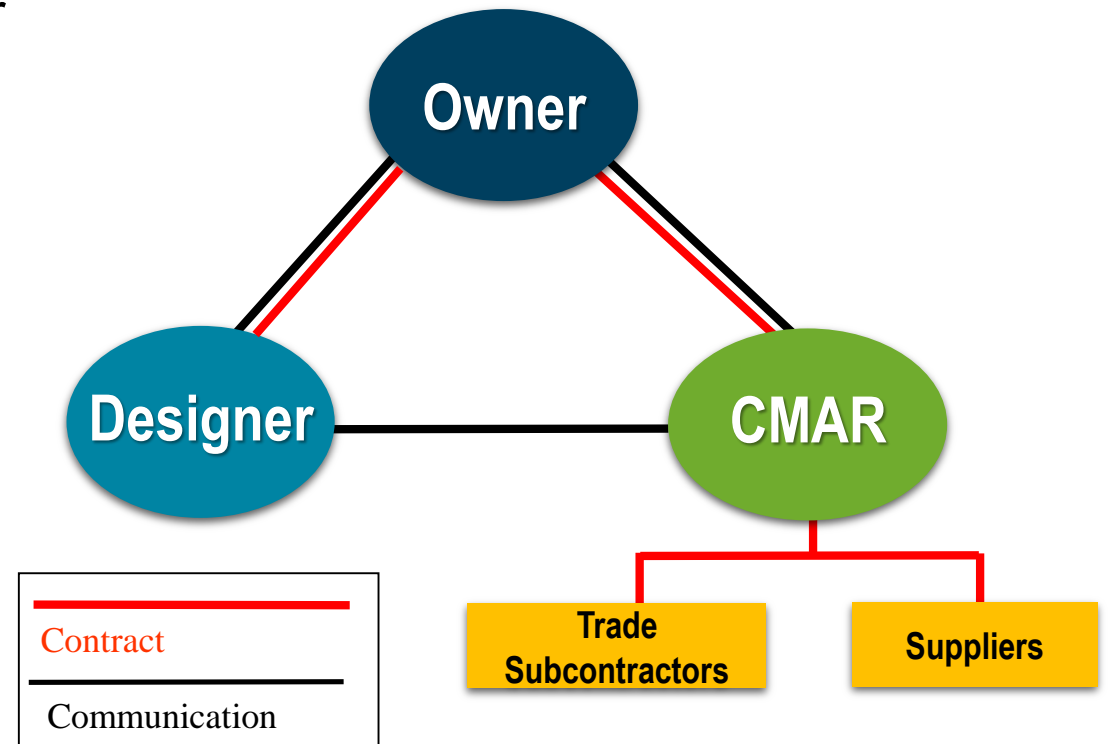 Owner
Designer
CMAR
Trade
Subcontractors
Suppliers
Contract
Communication